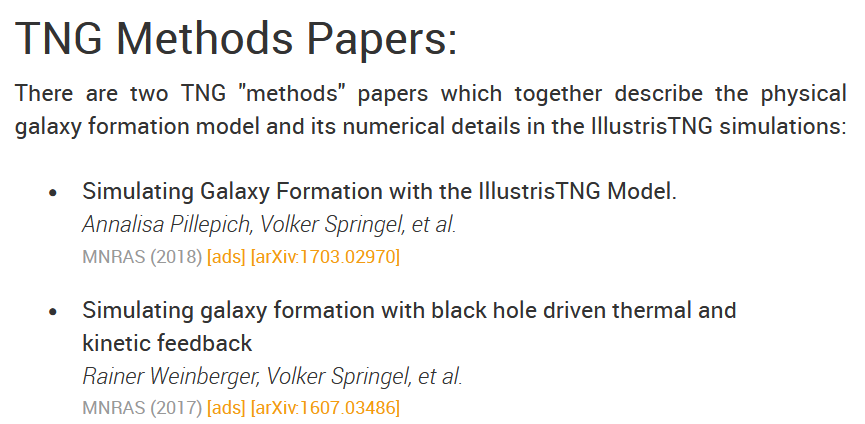 TNG Methods Papers:
There are two TNG "methods" papers which together describe the physical
galaxy formation model and its numerical details in the IllustrisTNG simulations:
• Simulating Galaxy Formation with the IllustrisTNG Model.
Annalisa Pillepich, Volker Springel, et al.
MNRAS (2018) [ads] [arXiv:1703.02970]
• Simulating galaxy formation with black hole driven thermal and
kinetic feedback
Rainer Weinberger, Volker Springel, et al.
MNRAS (2017) [ads] [arXiv:1607.03486]